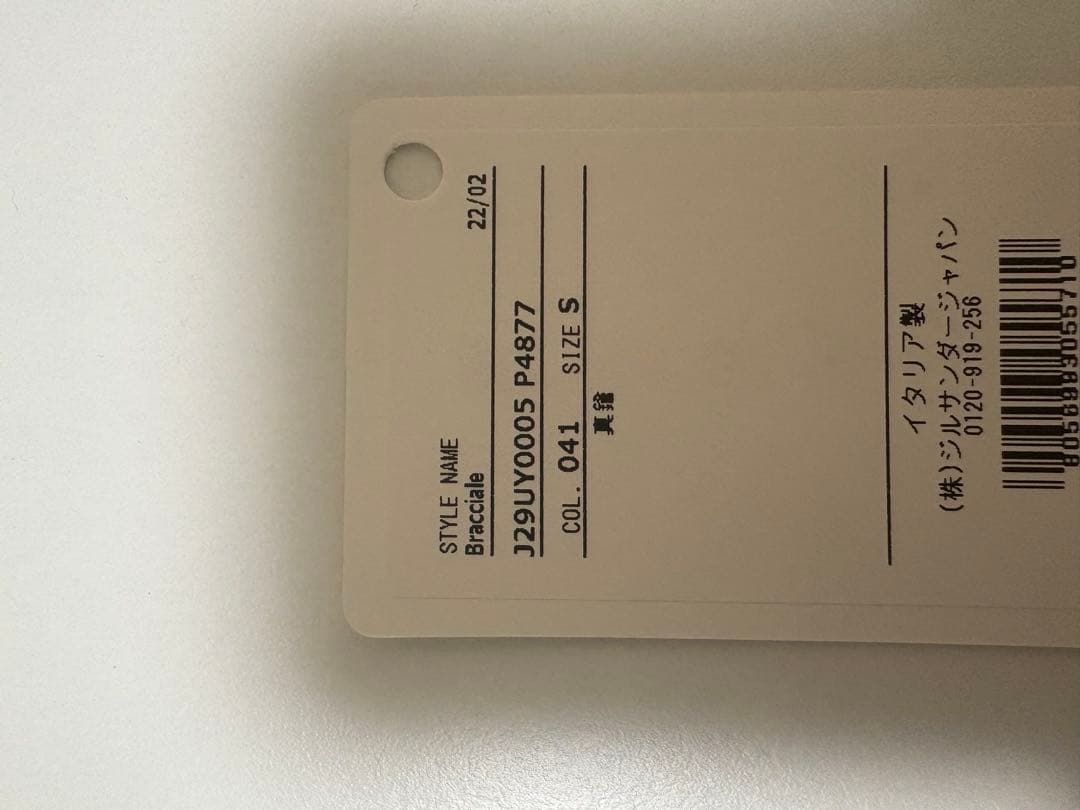 STYLE NAME
Bracciale 22/02
J29UY0005 P4877
COL. 041 SIZE S
真鍮
イタリア製
(株)ジルサンダージャパン
0120-919-256